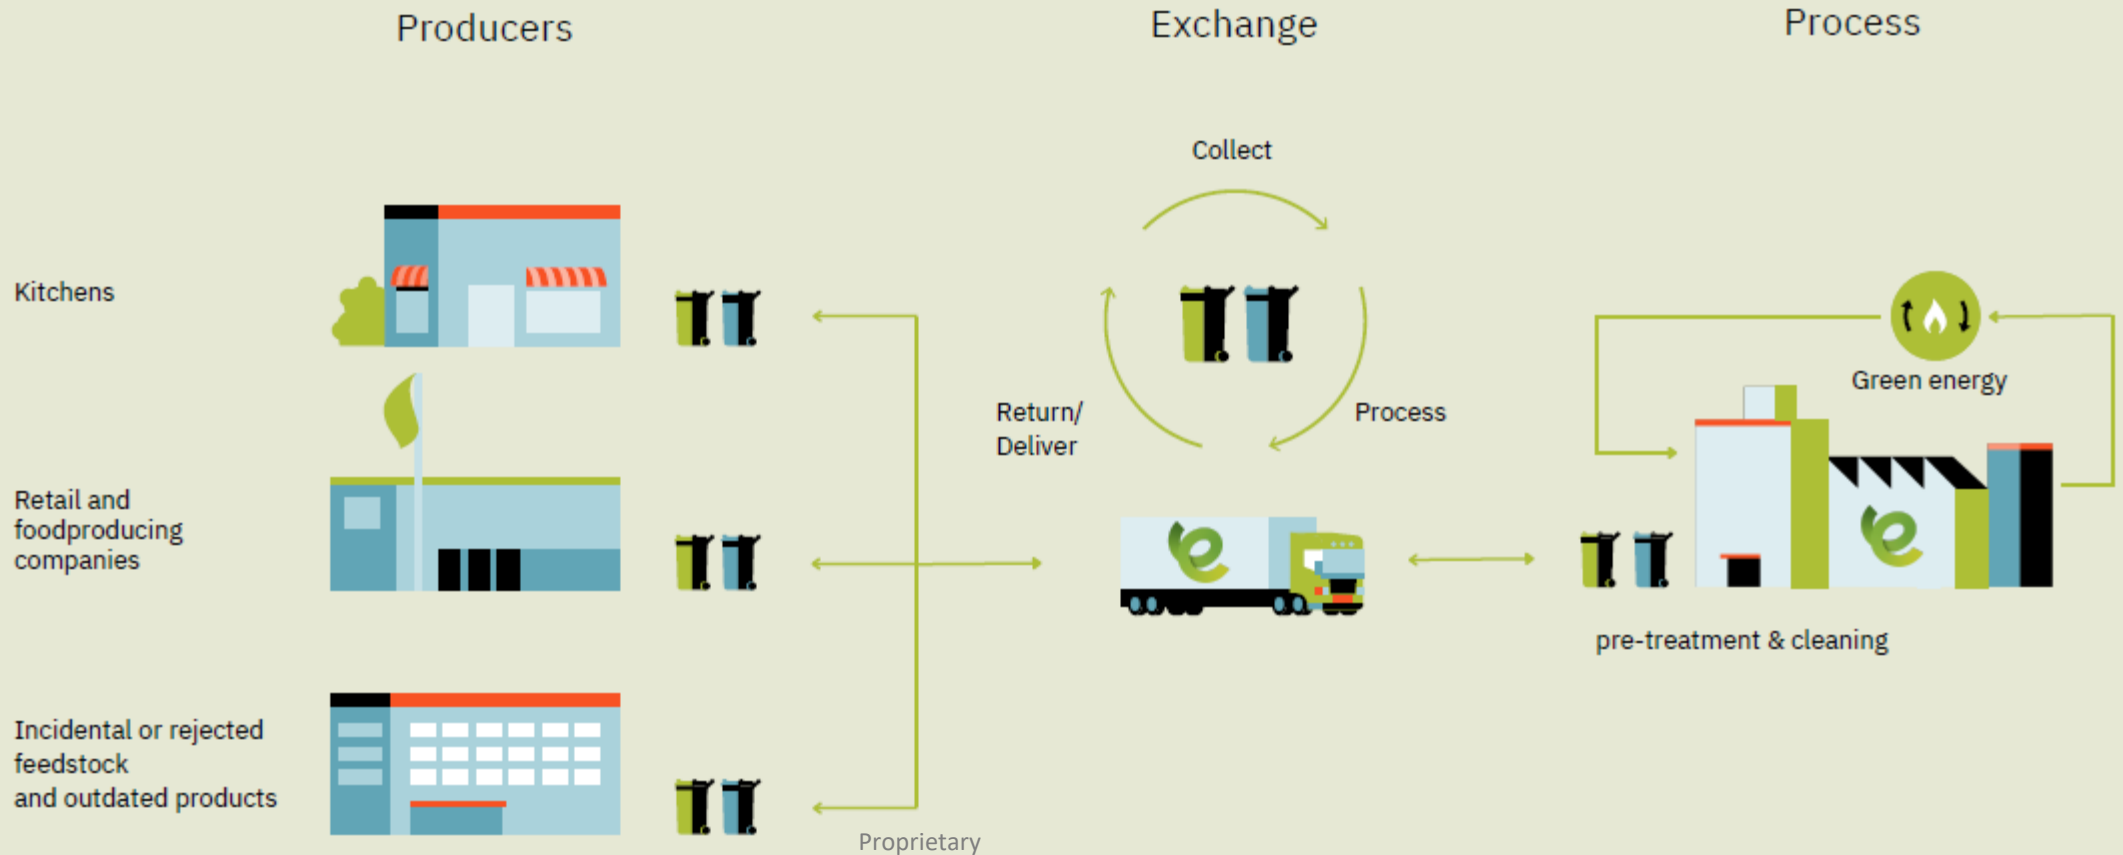 Producers
Exchange
Process
Collect
Kitchens
Return/
Deliver
Process
Green energy
Retail and
foodproducing
companies
pre-treatment & cleaning
Incidental or rejected
feedstock
and outdated products
Proprietary